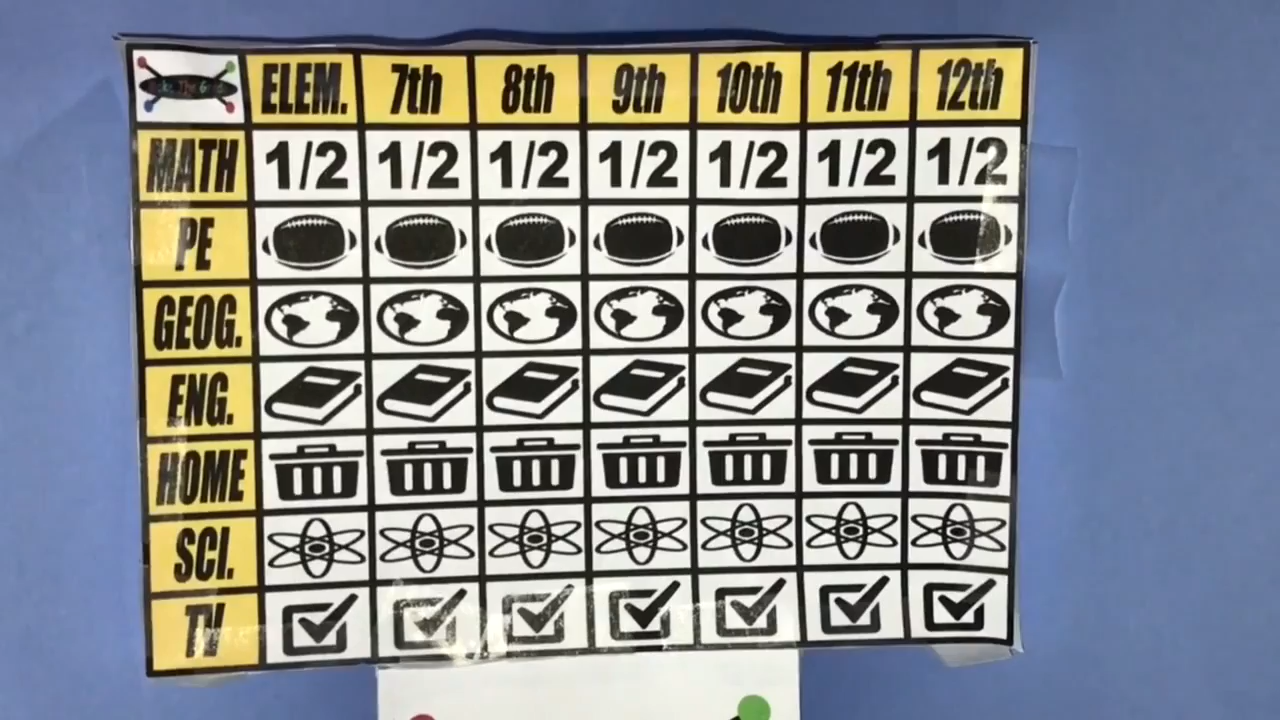 ELEM. 7th 8th 9th 10th 11th 12th
MATH 1/2 1/2 1/2 1/2 1/2 1/2 1/2
PE
GEOG.
ENG.
HOME
SCI.
TV